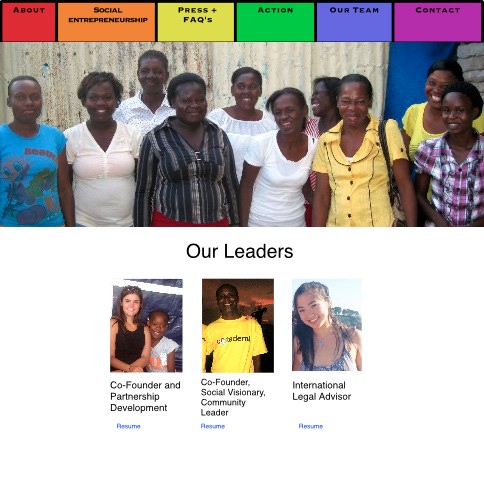 About
Social
entrepreneurship
Press +
FAQ's
Action
Our Team
Contact
Our Leaders
Co-Founder and
Partnership
Development
Resume
Co-Founder,
Social Visionary,
Community
Leader
Resume
International
Legal Advisor
Resume